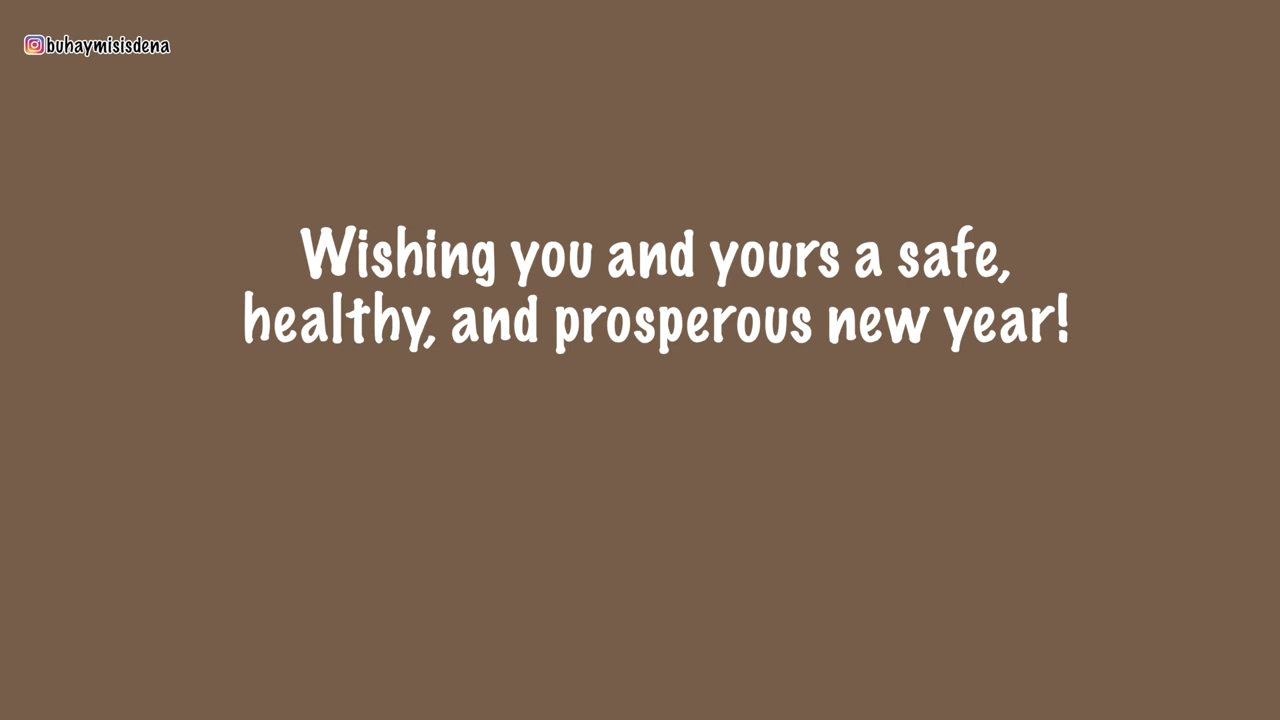 buhaymisisdena
Wishing you and yours a safe,
healthy, and prosperous new year!